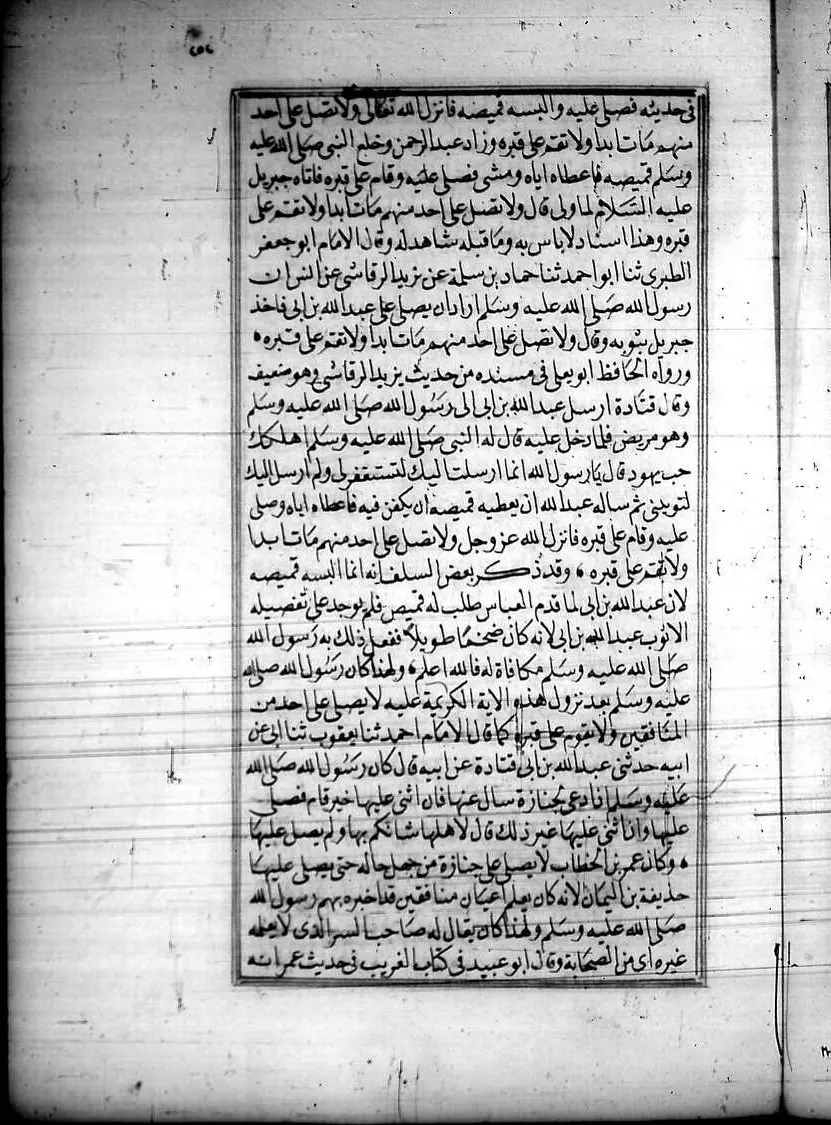 في حديثه فصلى عليه والبسه قميصه فانزل الله تعالى ولا تصل على احد
منهم مات ابدا ولا تقم على قبره وزاد عبد الرحمن وخلع النبي صلى الله عليه
وسلم قميصه فاعطاه اياه ومشى فصلى عليه وقام على قبره فاتاه جبريل
عليه السلام لما ولى قال ولا تصل على احد منهم مات ابدا ولا تقم على
قبره وهذا اسناد لا باس به وما قبله شاهد له وقال الامام ابو جعفر
الطبري ثنا ابو احمد ثنا حماد بن سلمة عن يزيد الرقاشي عن انس ان
رسول الله صلى الله عليه وسلم اراد ان يصلي على عبد الله بن ابي فاخذ
جبريل بثوبه وقال ولا تصل على احد منهم مات ابدا ولا تقم على قبره
ورواه الحافظ ابو يعلى في مسنده من حديث يزيد الرقاشي وهو ضعيف
وقال قتادة ارسل عبد الله بن ابي الى رسول الله صلى الله عليه وسلم
وهو مريض فلما دخل عليه قال له النبي صلى الله عليه وسلم اهلكك
حب يهود قال يا رسول الله انما ارسلت اليك لتستغفر لي ولم ارسل اليك
لتوبني ثم ساله عبد الله ان يعطيه قميصه ان يكفن فيه فاعطاه اياه وصلى
عليه وقام على قبره فانزل الله عز وجل ولا تصل على احد منهم مات ابدا
ولا تقم على قبره ، وقد ذكر بعض السلف انه انما البسه قميصه
لان عبد الله بن ابي لما قدم العباس طلب له قميص فلم يوجد على تفصيله
الا ثوب عبد الله بن ابي لانه كان ضخما طويلا ففعل ذلك به رسول الله
صلى الله عليه وسلم مكافاة له فالله اعلم ، ولهذا كان رسول الله صلى الله
عليه وسلم بعد نزول هذه الاية الكريمة عليه لا يصلي على احد من
المنافقين ولا يقوم على قبره كما قال الامام احمد ثنا يعقوب ثنا ابي عن
ابيه حدثني عبد الله بن ابي قتادة عن ابيه قال كان رسول الله صلى الله
عليه وسلم اذا دعي لجنازة سال عنها فان اثني عليها خير قام فصلى
عليها وان اثني عليها غير ذلك قال لاهلها شانكم بها ولم يصل عليها
، وكان عمر بن الخطاب لا يصلي على جنازة من جهل حاله حتى يصلي عليها
حذيفة بن اليمان لانه كان يعلم اعيان منافقين قد اخبره بهم رسول الله
صلى الله عليه وسلم ولهذا كان يقال له صاحب السر الذي لا يعلمه
غيره اي من الصحابة وقال ابو عبيد في كتاب الغريب في حديث عمر انه